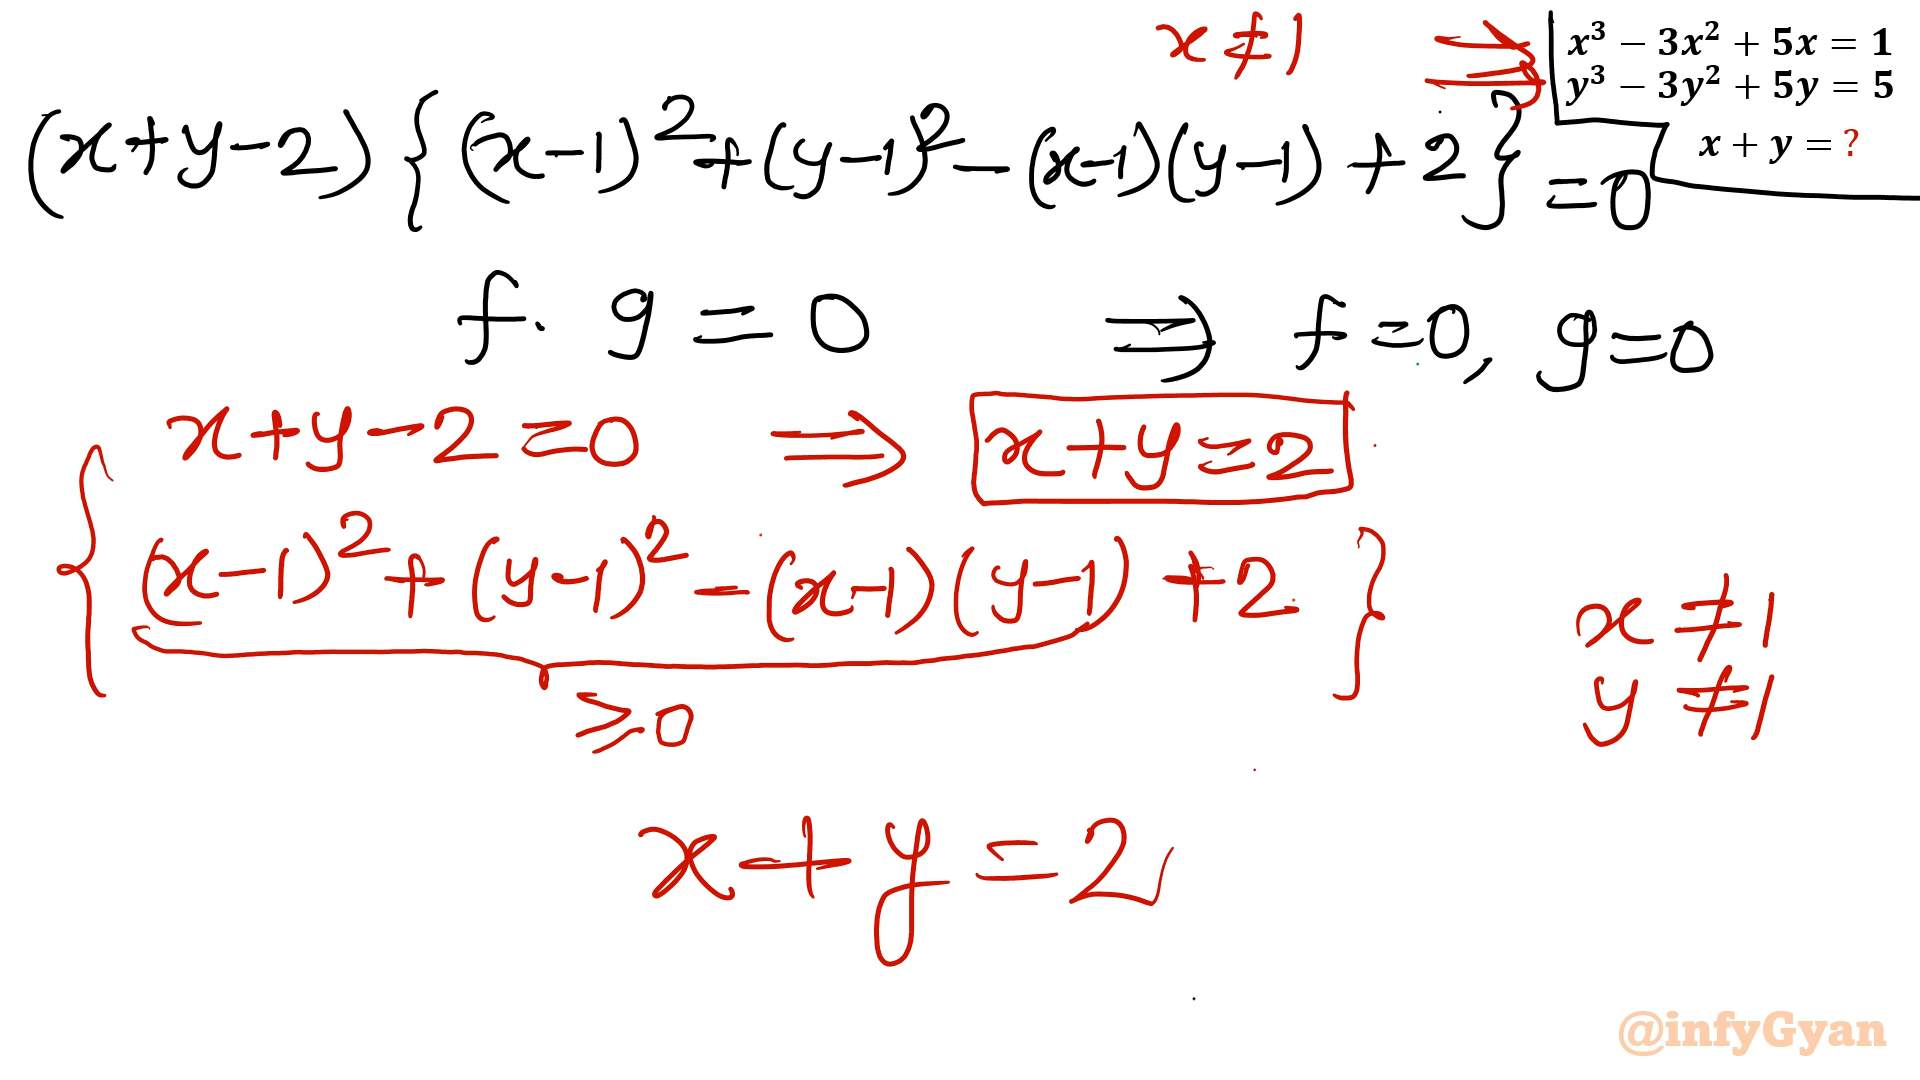 x ≠ 1 ⇒ x³ − 3x² + 5x = 1
y³ − 3y² + 5y = 5
x + y = ?
(x+y−2) { (x−1)² + (y−1)² − (x−1)(y−1) + 2 } = 0
f. g = 0 ⇒ f = 0, g = 0
x+y−2 = 0 ⇒ x+y = 2
{ (x−1)² + (y−1)² − (x−1)(y−1) + 2 }
x ≠ 1
y ≠ 1
≥ 0
x + y = 2
@infyGyan